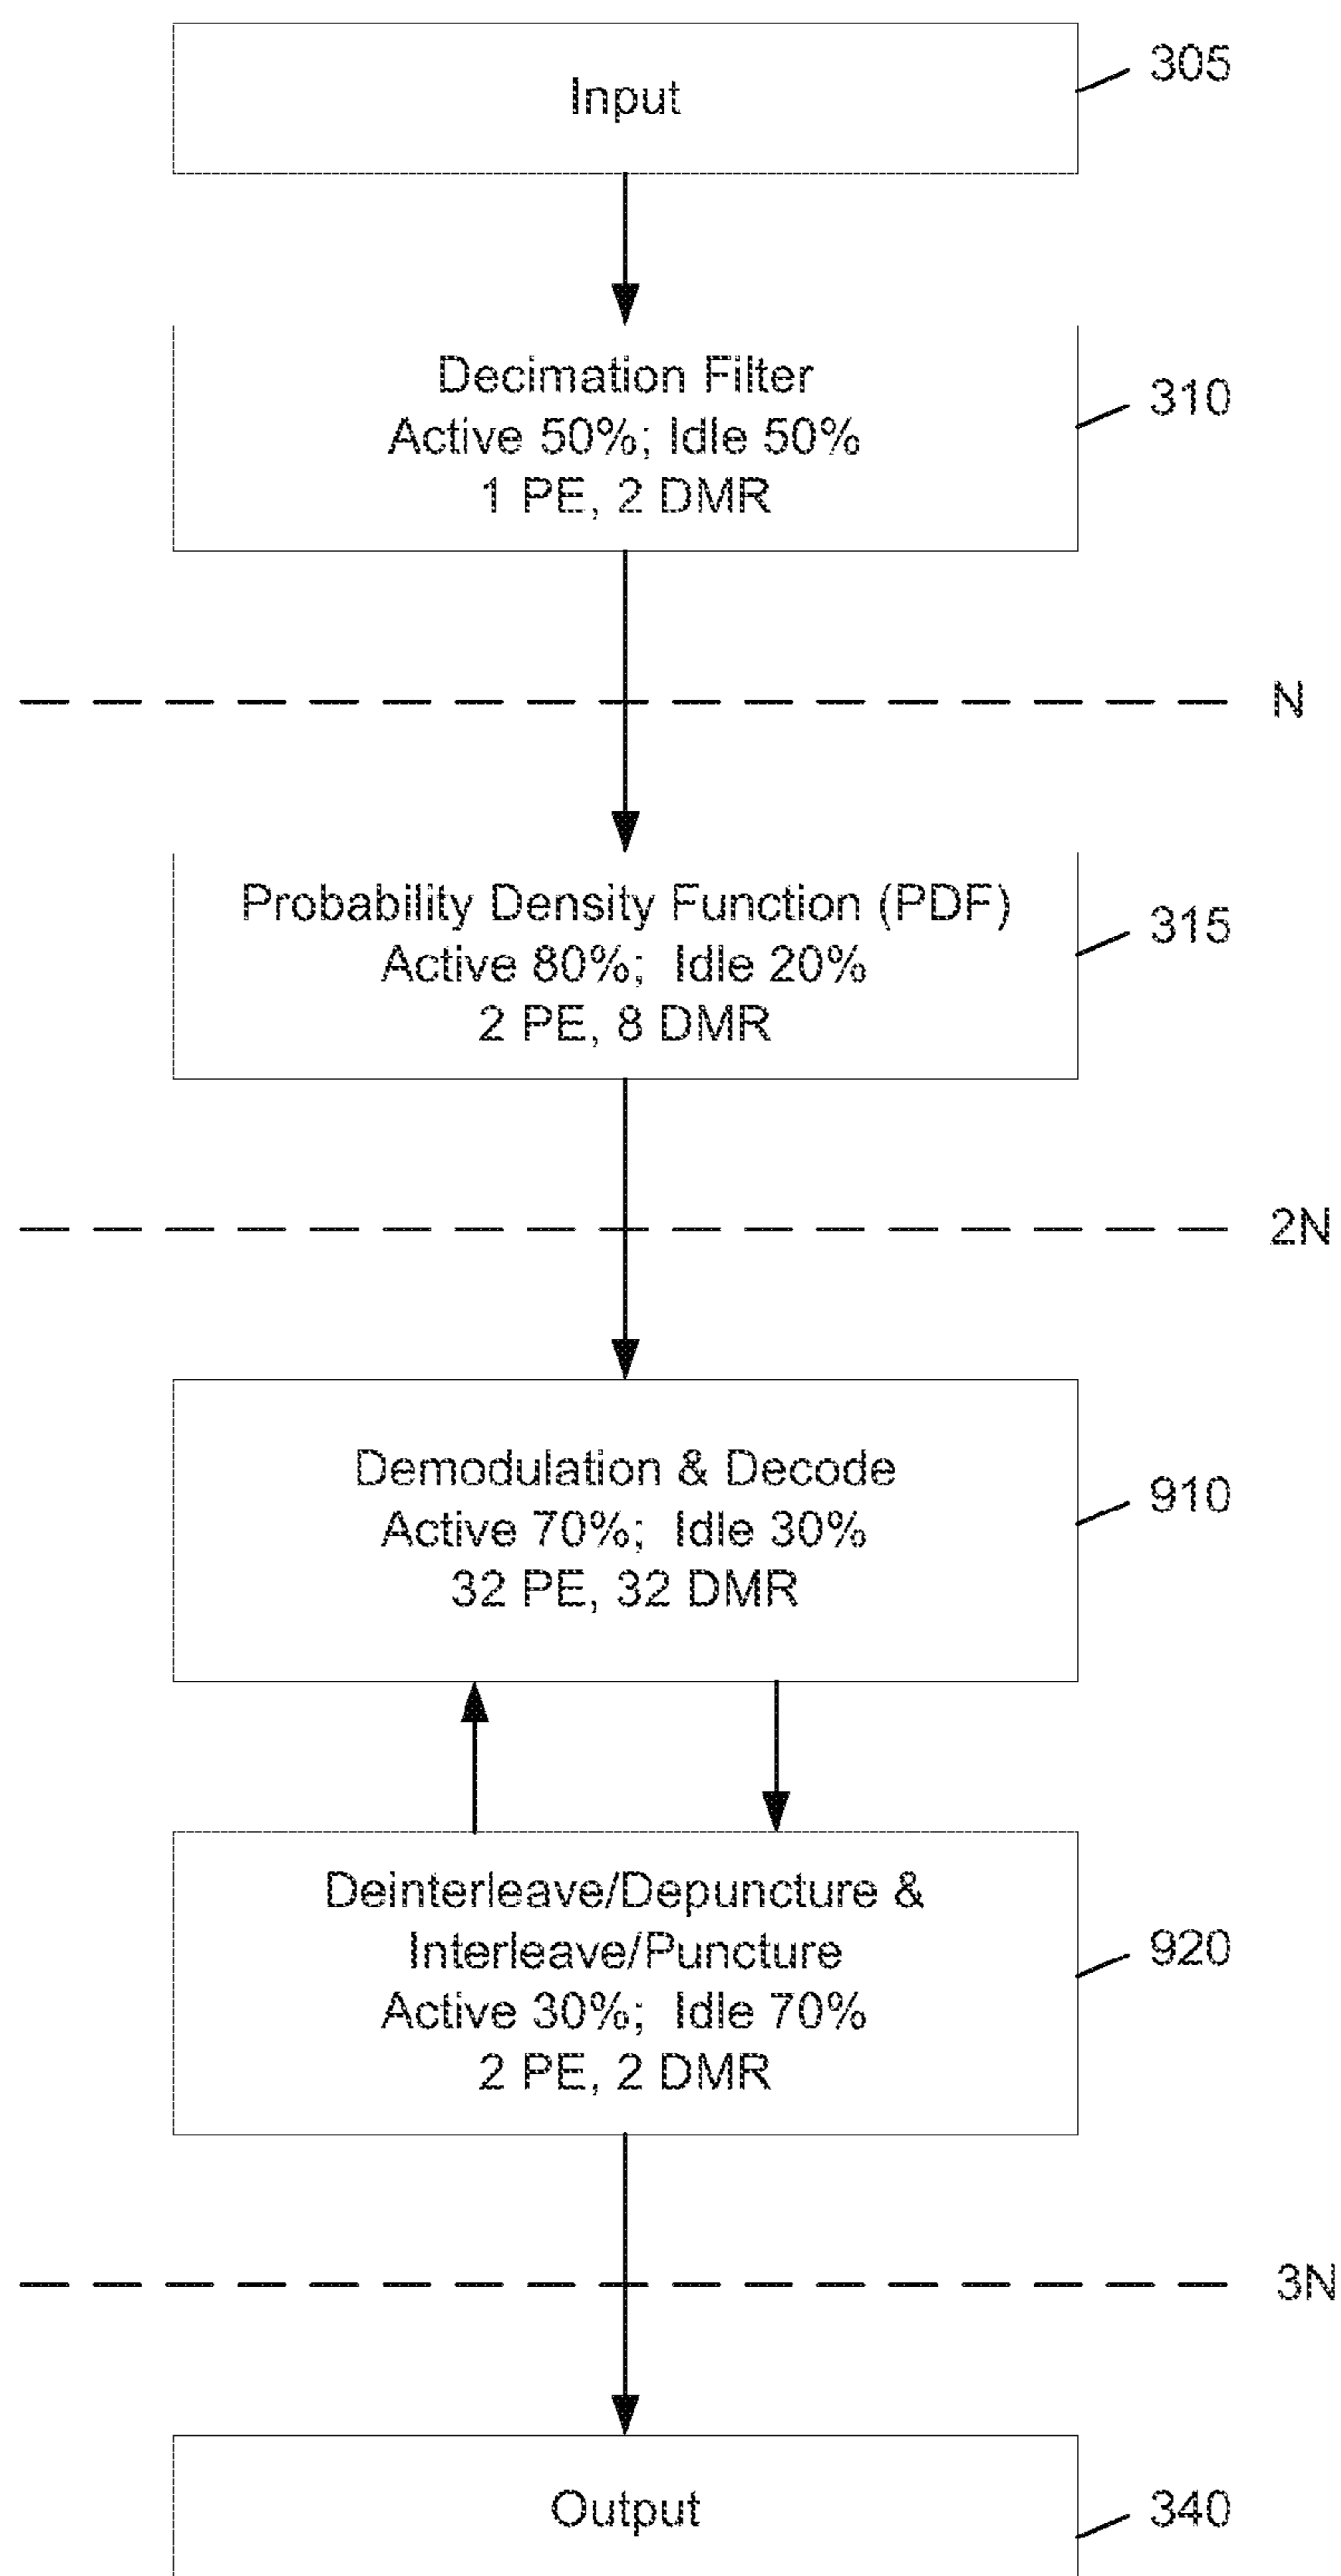 Input
305
Decimation Filter
Active 50%; Idle 50%
1 PE, 2 DMR
310
N
Probability Density Function (PDF)
Active 80%; Idle 20%
2 PE, 8 DMR
315
2N
Demodulation & Decode
Active 70%; Idle 30%
32 PE, 32 DMR
910
Deinterleave/Depuncture &
Interleave/Puncture
Active 30%; Idle 70%
2 PE, 2 DMR
920
3N
Output
340